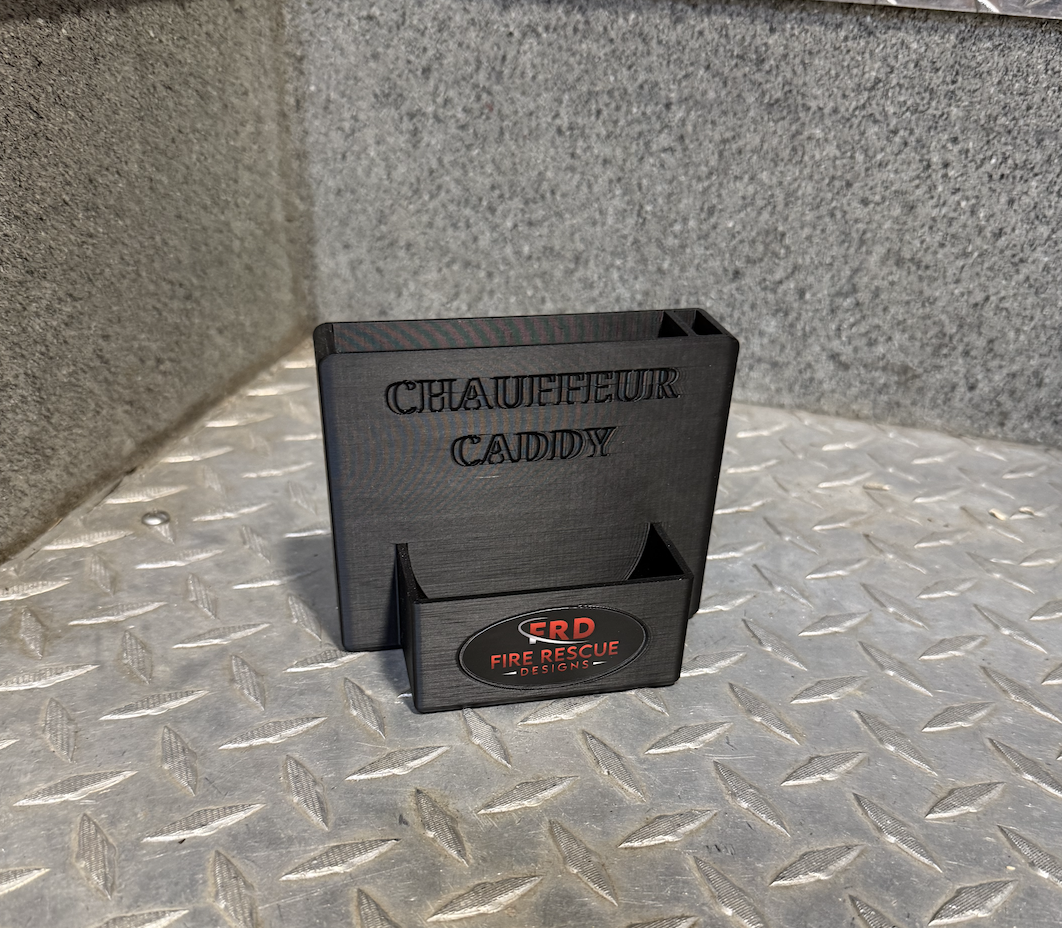 CHAUFFEUR
CADDY
FRD
FIRE RESCUE
DESIGNS